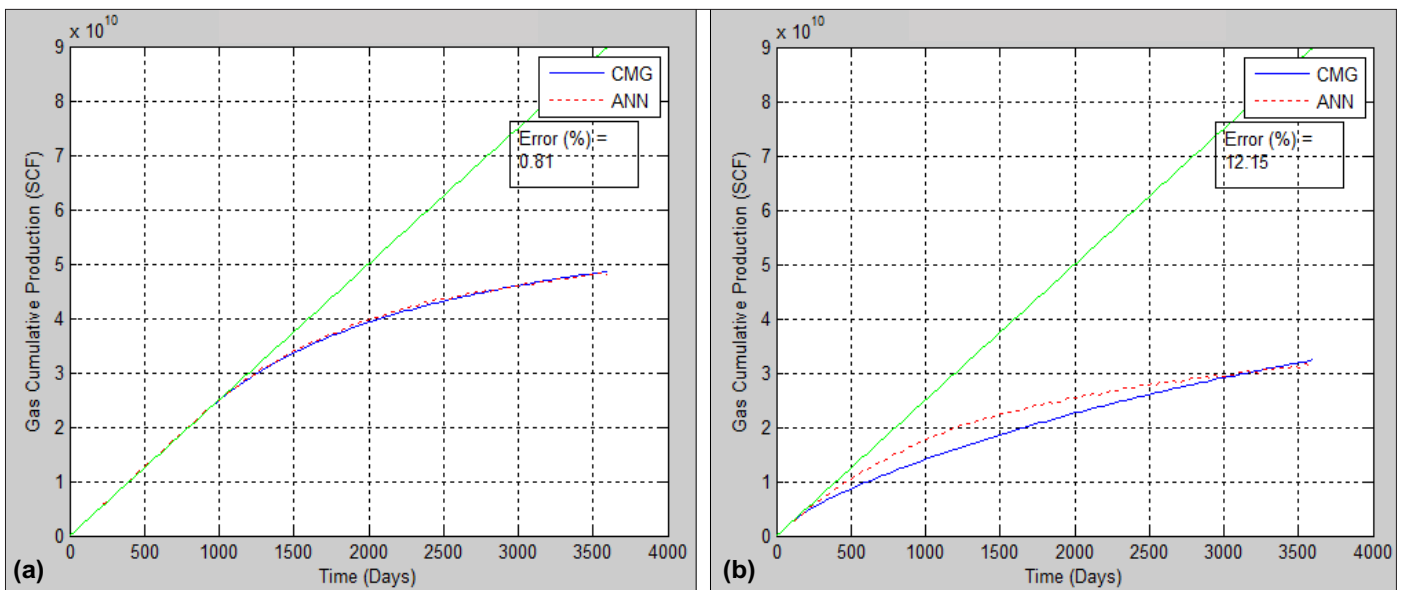 x 10^10
9
8
7
6
5
4
3
2
1
0
0 500 1000 1500 2000 2500 3000 3500 4000
Gas Cumulative Production (SCF)
Time (Days)
CMG
ANN
Error (%) =
0.81
(a)
x 10^10
9
8
7
6
5
4
3
2
1
0
0 500 1000 1500 2000 2500 3000 3500 4000
Gas Cumulative Production (SCF)
Time (Days)
CMG
ANN
Error (%) =
12.15
(b)